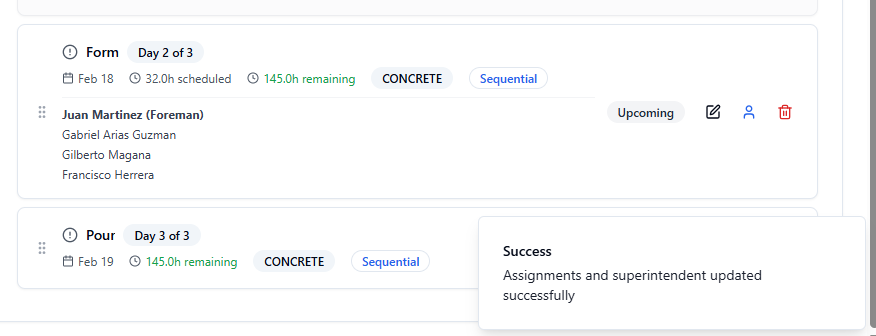 Form Day 2 of 3
Feb 18 32.0h scheduled 145.0h remaining CONCRETE Sequential
Juan Martinez (Foreman)
Gabriel Arias Guzman
Gilberto Magana
Francisco Herrera
Upcoming
Pour Day 3 of 3
Feb 19 145.0h remaining CONCRETE Sequential
Success
Assignments and superintendent updated
successfully